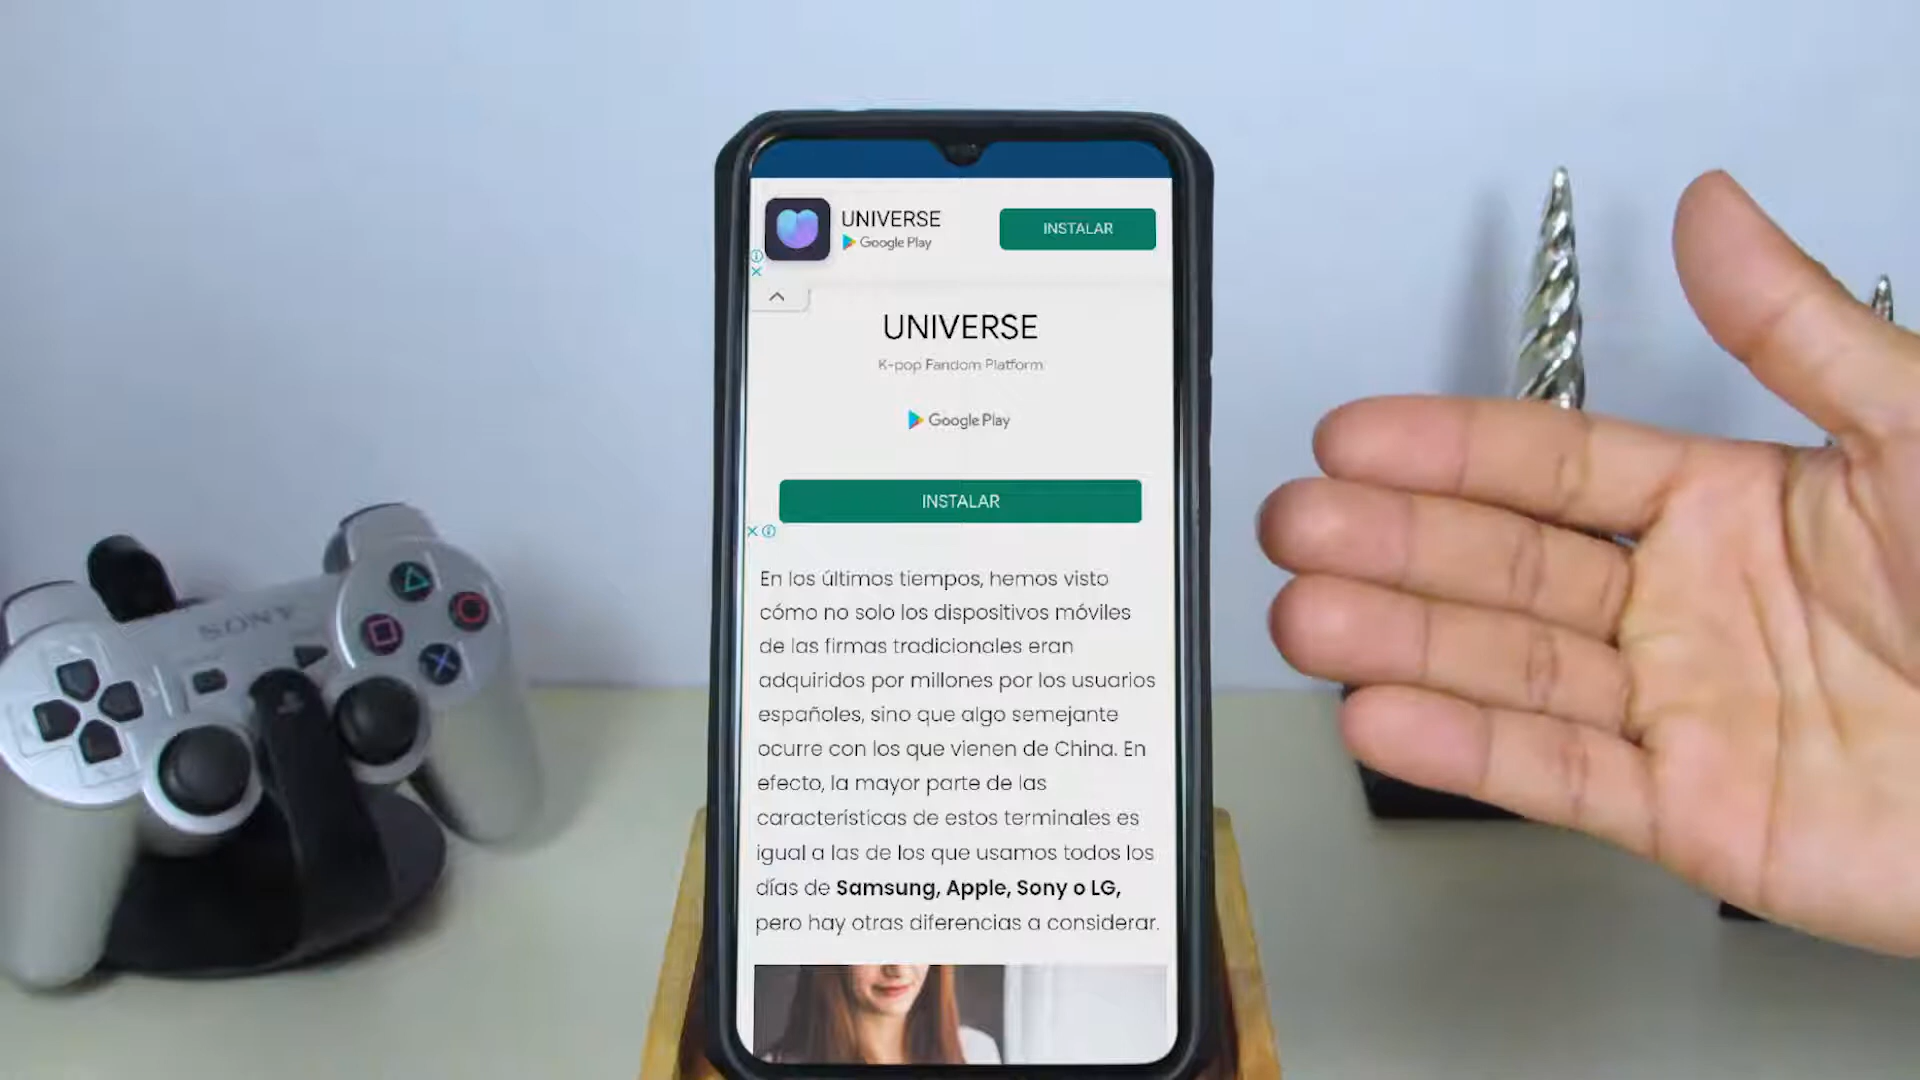 UNIVERSE
Google Play
INSTALAR
UNIVERSE
K-pop Fandom Platform
Google Play
INSTALAR
En los últimos tiempos, hemos visto
cómo no solo los dispositivos móviles
de las firmas tradicionales eran
adquiridos por millones por los usuarios
españoles, sino que algo semejante
ocurre con los que vienen de China. En
efecto, la mayor parte de las
características de estos terminales es
igual a las de los que usamos todos los
días de Samsung, Apple, Sony o LG,
pero hay otras diferencias a considerar.
SONY